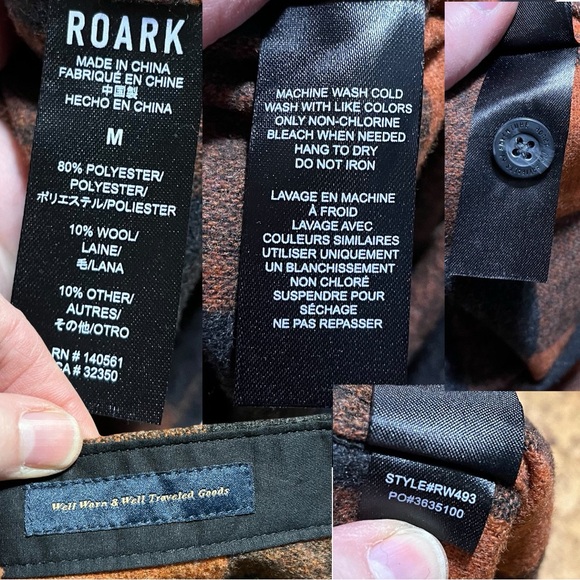 ROARK
MADE IN CHINA
FABRIQUÉ EN CHINE
中国製
HECHO EN CHINA
M
80% POLYESTER/
POLYESTER/
ポリエステル/POLIESTER
10% WOOL/
LAINE/
毛/LANA
10% OTHER/
AUTRES/
その他/OTRO
RN # 140561
CA # 32350
MACHINE WASH COLD
WASH WITH LIKE COLORS
ONLY NON-CHLORINE
BLEACH WHEN NEEDED
HANG TO DRY
DO NOT IRON
LAVAGE EN MACHINE
À FROID
LAVAGE AVEC
COULEURS SIMILAIRES
UTILISER UNIQUEMENT
UN BLANCHISSEMENT
NON CHLORÉ
SUSPENDRE POUR
SÉCHAGE
NE PAS REPASSER
Well Worn & Well Traveled Goods
STYLE#RW493
PO#3635100